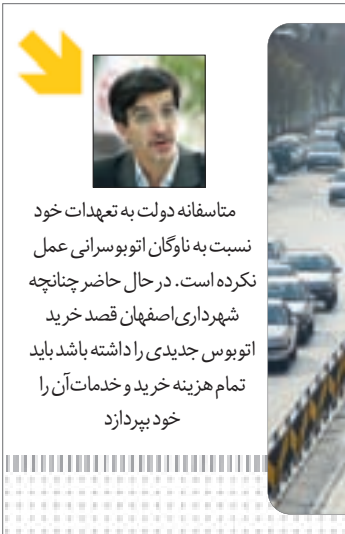 متاسفانه دولت به تعهدات خود
نسبت به ناوگان اتوبوسرانی عمل
نکرده است. در حال حاضر چنانچه
شهرداری اصفهان قصد خرید
اتوبوس جدیدی را داشته باشد باید
تمام هزینه خرید و خدمات آن را
خود بپردازد